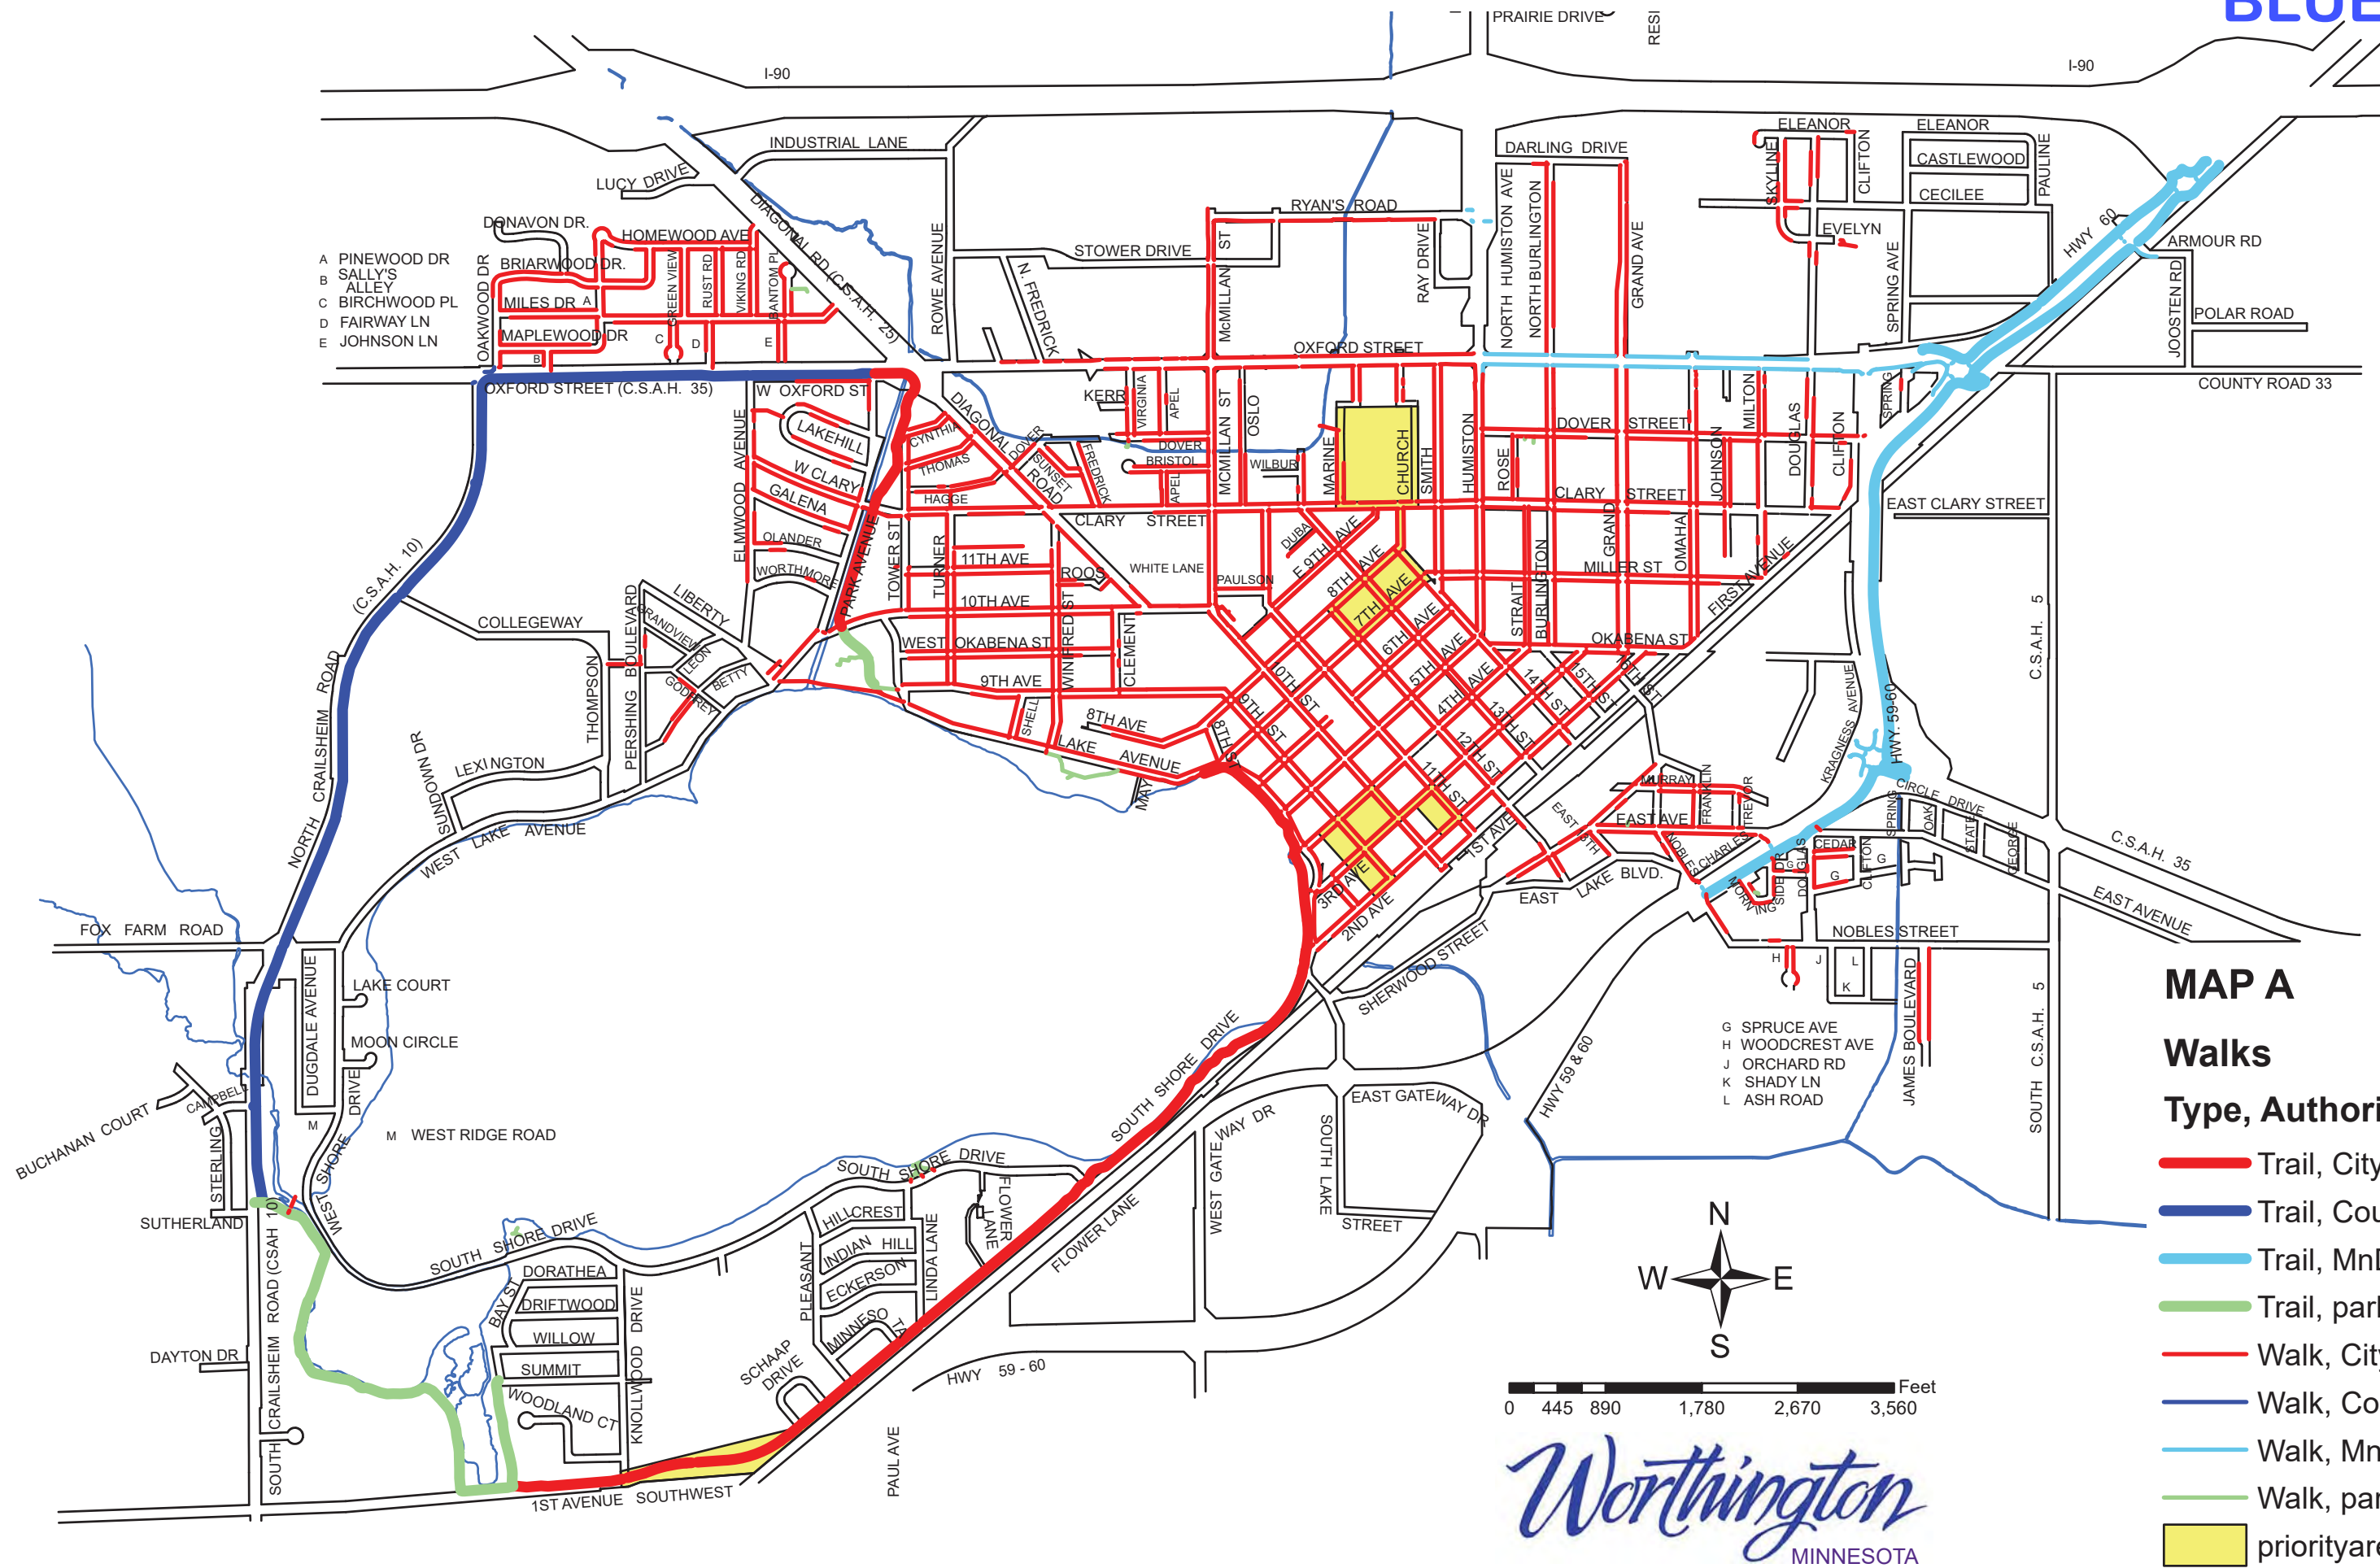 BLUE
PRAIRIE DRIVE
RESI
I-90
I-90
INDUSTRIAL LANE
LUCY DRIVE
DARLING DRIVE
ELEANOR
ELEANOR
CASTLEWOOD
CECILEE
PAULINE
CLIFTON
SKYLINE
EVELYN
SPRING AVE
HWY 60
ARMOUR RD
JOOSTEN RD
POLAR ROAD
COUNTY ROAD 33
DONAVON DR.
HOMEWOOD AVE
BRIARWOOD DR.
MILES DR
A
MAPLEWOOD DR
B
C
D
E
OAKWOOD DR
GREEN VIEW
RUST RD
VIKING RD
BANTOM PL
DIAGONAL RD (C.S.A.H. 25)
ROWE AVENUE
N. FREDRICK
STOWER DRIVE
RYAN'S ROAD
McMILLAN ST
RAY DRIVE
NORTH HUMISTON AVE
NORTH BURLINGTON
GRAND AVE
A PINEWOOD DR
B SALLY'S
ALLEY
C BIRCHWOOD PL
D FAIRWAY LN
E JOHNSON LN
OXFORD STREET (C.S.A.H. 35)
OXFORD STREET
W OXFORD ST
LAKEHILL
W CLARY
GALENA
OLANDER
WORTHMORE
ELMWOOD AVENUE
PARK AVENUE
TOWER ST
TURNER
CYNTHIA
THOMAS
HAGGE
DIAGONAL
ROAD
DOVER
SUNSET
FREDRICK
KERR
VIRGINIA
APEL
DOVER
BRISTOL
APEL
MCMILLAN ST
OSLO
WILBUR
MARINE
CHURCH
SMITH
HUMISTON
ROSE
DOVER STREET
CLARY STREET
CLARY STREET
JOHNSON
MILTON
DOUGLAS
CLIFTON
SPRING
EAST CLARY STREET
(C.S.A.H. 10)
COLLEGEWAY
LIBERTY
GRANDVIEW
LEON
BETTY
GODFREY
THOMPSON
PERSHING BOULEVARD
11TH AVE
10TH AVE
WEST OKABENA ST
9TH AVE
8TH AVE
ROOS
WINIFRED ST
CLEMENT
WHITE LANE
PAULSON
SHELL
LAKE AVENUE
MAY
8TH ST
9TH ST
10TH ST
11TH ST
12TH ST
13TH ST
14TH ST
15TH ST
16TH ST
DUBA
E 9TH AVE
8TH AVE
7TH AVE
6TH AVE
5TH AVE
4TH AVE
3RD AVE
2ND AVE
1ST AVE
STRAIT
BURLINGTON
GRAND
OMAHA
MILLER ST
OKABENA ST
FIRST AVENUE
C.S.A.H. 5
KRAGNESS AVENUE
HWY. 59-60
NORTH CRAILSHEIM ROAD
SUNDOWN DR
LEXINGTON
WEST LAKE AVENUE
MURRAY
FRANKLIN
TREVOR
EAST AVE
EAST 13TH
NOBLES
CHARLES
EAST LAKE BLVD.
MORNINGSIDE DR
DOUGLAS
CEDAR
CLIFTON
G
G
G
SPRING
OAK
STATE
GEORGE
CIRCLE DRIVE
C.S.A.H. 35
EAST AVENUE
NOBLES STREET
H
J
L
K
JAMES BOULEVARD
SOUTH C.S.A.H. 5
G SPRUCE AVE
H WOODCREST AVE
J ORCHARD RD
K SHADY LN
L ASH ROAD
FOX FARM ROAD
DUGDALE AVENUE
LAKE COURT
MOON CIRCLE
M
M WEST RIDGE ROAD
WEST SHORE DRIVE
CAMPBELL
BUCHANAN COURT
STERLING
SUTHERLAND
DAYTON DR
SOUTH CRAILSHEIM ROAD (CSAH 10)
SOUTH SHORE DRIVE
SOUTH SHORE DRIVE
SOUTH SHORE DRIVE
DORATHEA
DRIFTWOOD
WILLOW
SUMMIT
WOODLAND CT
BAY ST
KNOLLWOOD DRIVE
PLEASANT
HILLCREST
INDIAN HILL
ECKERSON
MINNESOTA
LINDA LANE
FLOWER LANE
FLOWER LANE
SCHAAP
DRIVE
1ST AVENUE SOUTHWEST
PAUL AVE
HWY 59 - 60
SHERWOOD STREET
HWY 59 & 60
EAST GATEWAY DR
WEST GATE WAY DR
SOUTH LAKE STREET
N
W E
S
0 445 890 1,780 2,670 3,560
Feet
Worthington
MINNESOTA
MAP A
Walks
Type, Authori
Trail, City
Trail, Cou
Trail, Mn
Trail, par
Walk, City
Walk, Co
Walk, Mn
Walk, par
priorityar